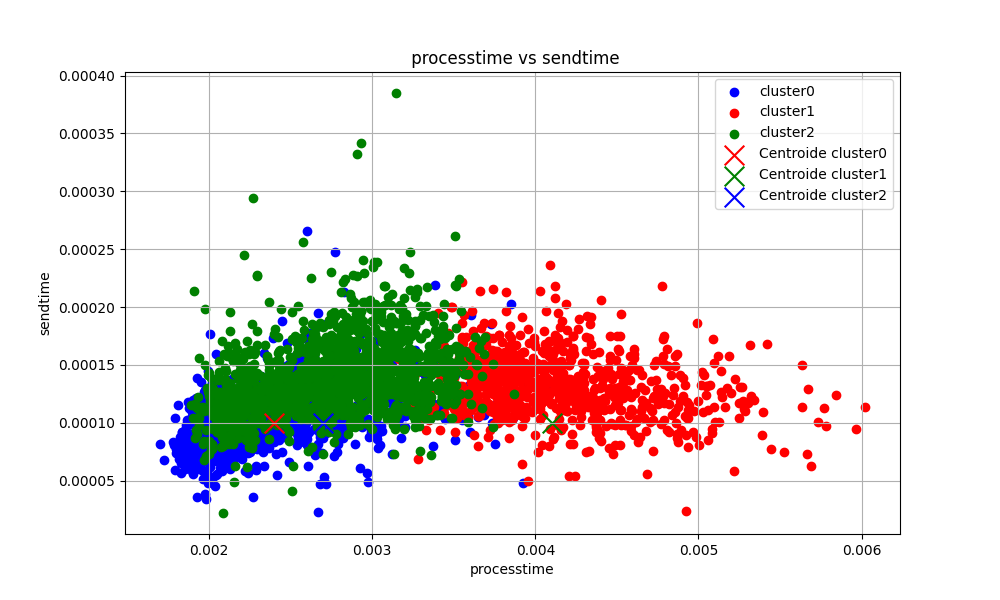 processtime vs sendtime
0.00040
0.00035
0.00030
0.00025
0.00020
0.00015
0.00010
0.00005
sendtime
cluster0
cluster1
cluster2
Centroide cluster0
Centroide cluster1
Centroide cluster2
0.002 0.003 0.004 0.005 0.006
processtime